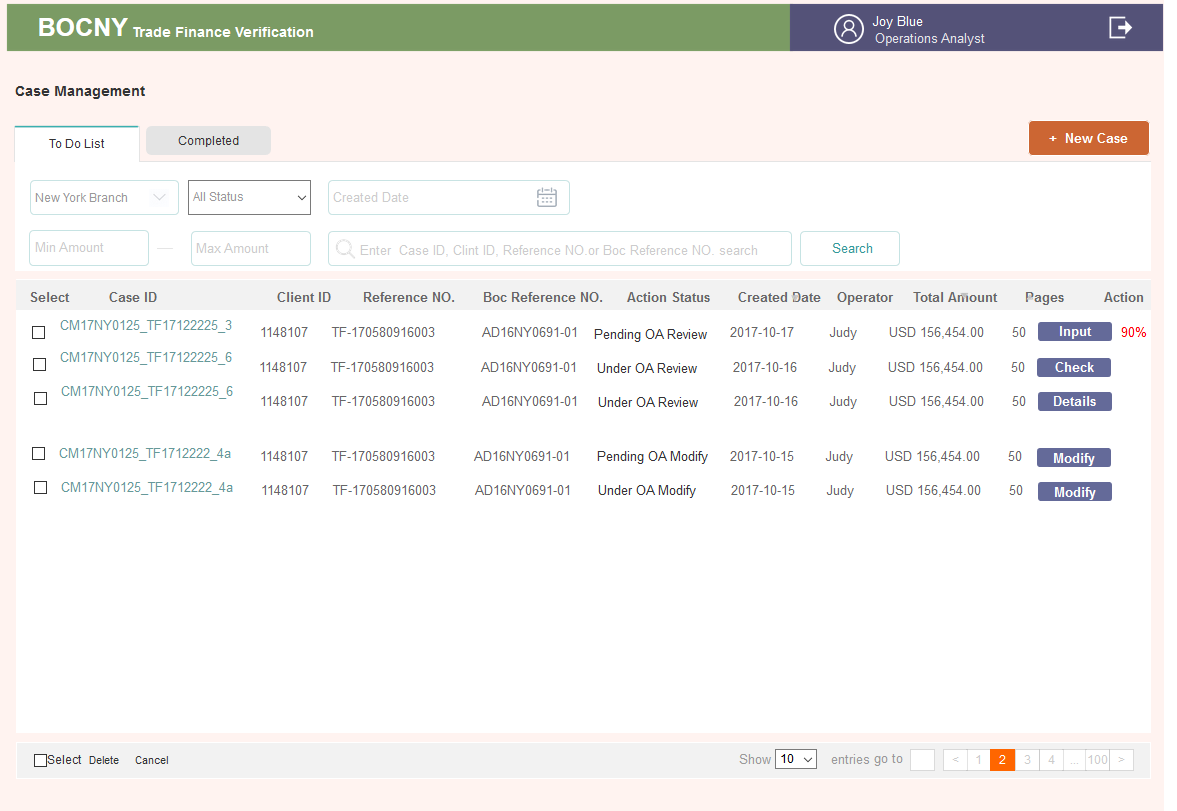 BOCNY Trade Finance Verification
Joy Blue
Operations Analyst
Case Management
To Do List
Completed
+ New Case
New York Branch
All Status
Created Date
Min Amount
Max Amount
Enter Case ID, Clint ID, Reference NO.or Boc Reference NO. search
Search
Select Case ID Client ID Reference NO. Boc Reference NO. Action Status Created Date Operator Total Amount Pages Action
CM17NY0125_TF17122225_3 1148107 TF-170580916003 AD16NY0691-01 Pending OA Review 2017-10-17 Judy USD 156,454.00 50 Input 90%
CM17NY0125_TF17122225_6 1148107 TF-170580916003 AD16NY0691-01 Under OA Review 2017-10-16 Judy USD 156,454.00 50 Check
CM17NY0125_TF17122225_6 1148107 TF-170580916003 AD16NY0691-01 Under OA Review 2017-10-16 Judy USD 156,454.00 50 Details
CM17NY0125_TF1712222_4a 1148107 TF-170580916003 AD16NY0691-01 Pending OA Modify 2017-10-15 Judy USD 156,454.00 50 Modify
CM17NY0125_TF1712222_4a 1148107 TF-170580916003 AD16NY0691-01 Under OA Modify 2017-10-15 Judy USD 156,454.00 50 Modify
Select Delete Cancel
Show 10 entries go to < 1 2 3 4 ... 100 >